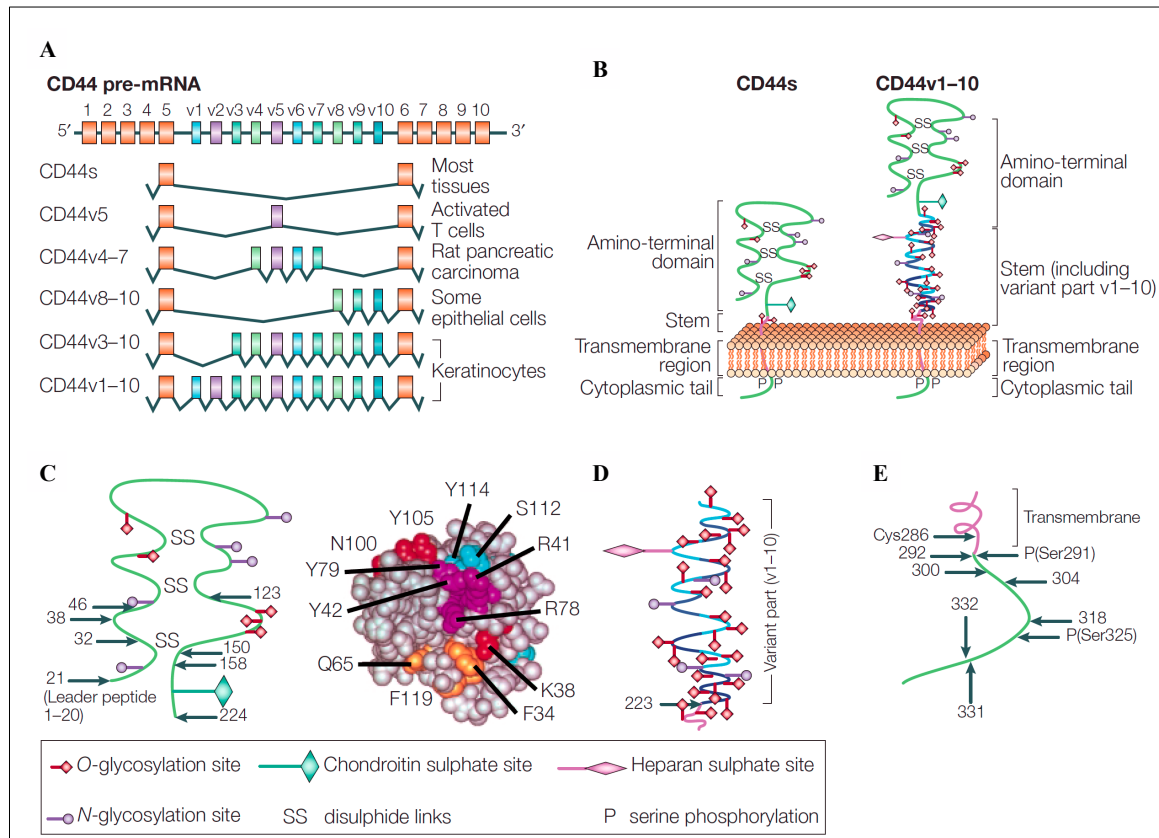 A
CD44 pre-mRNA
1 2 3 4 5 v1 v2 v3 v4 v5 v6 v7 v8 v9 v10 6 7 8 9 10
5′ 3′
CD44s
Most
tissues
CD44v5
Activated
T cells
CD44v4–7
Rat pancreatic
carcinoma
CD44v8–10
Some
epithelial cells
CD44v3–10
Keratinocytes
CD44v1–10
B
CD44s CD44v1–10
SS
SS
SS
Amino-terminal
domain
Stem
Transmembrane
region
Cytoplasmic tail
SS
SS
SS
P P
P P
Amino-terminal
domain
Stem (including
variant part v1–10)
Transmembrane
region
Cytoplasmic tail
C
SS
SS
SS
46
38
32
21
(Leader peptide
1–20)
123
150
158
224
Y114
S112
Y105
R41
N100
Y79
Y42
R78
Q65
K38
F119
F34
D
Variant part (v1–10)
223
E
Transmembrane
Cys286
292
P(Ser291)
300
304
332
318
P(Ser325)
331
O-glycosylation site
Chondroitin sulphate site
Heparan sulphate site
N-glycosylation site
SS disulphide links
P serine phosphorylation